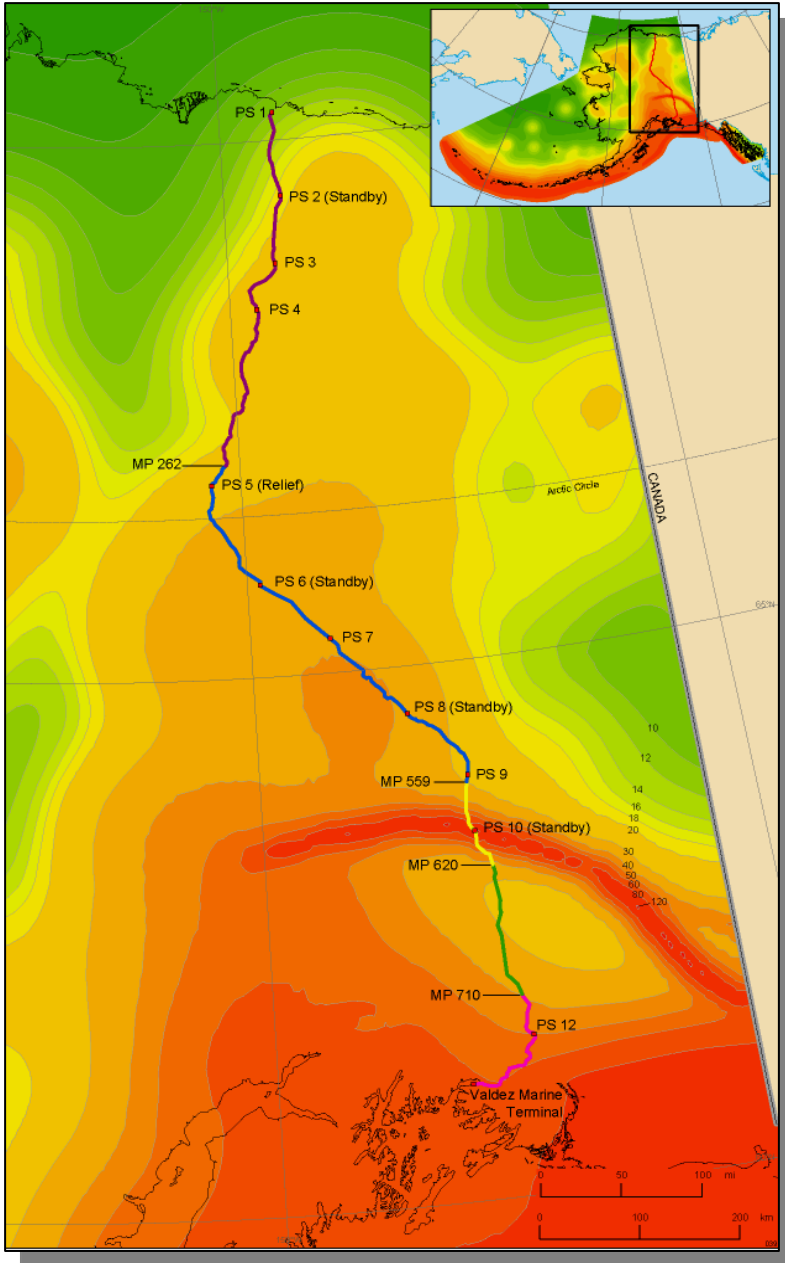 PS 1
PS 2 (Standby)
PS 3
PS 4
MP 262
PS 5 (Relief)
Arctic Circle
CANADA
PS 6 (Standby)
65°N
PS 7
PS 8 (Standby)
10
12
PS 9
MP 559
14
16
18
20
PS 10 (Standby)
30
40
50
60
80
120
MP 620
MP 710
PS 12
Valdez Marine
Terminal
0 50 100 mi
0 100 200 km